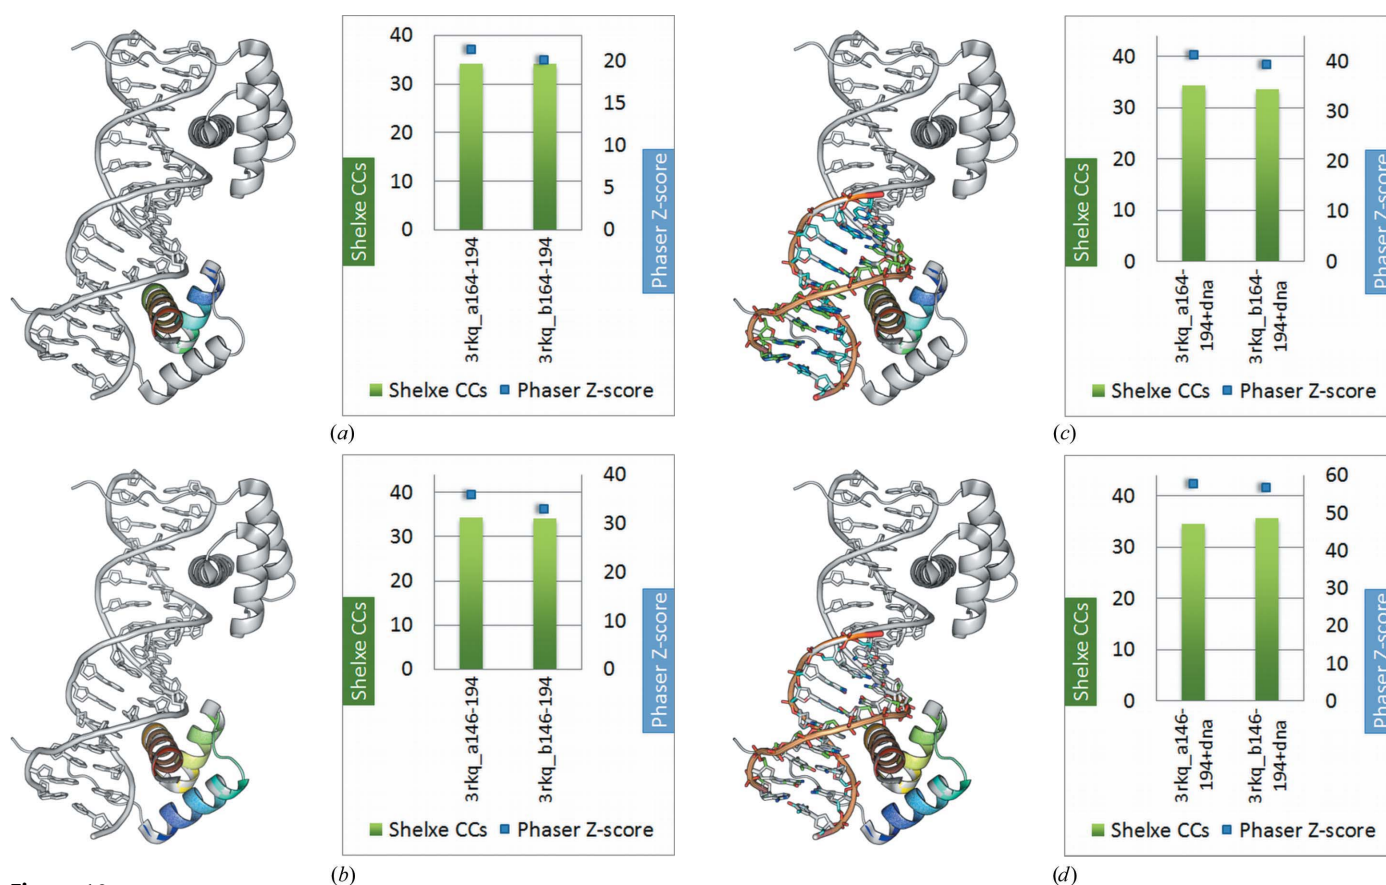 40
30
20
10
0
20
15
10
5
0
Shelxe CCs
Phaser Z-score
3rkq_a164-194
3rkq_b164-194
Shelxe CCs Phaser Z-score
(a)
40
30
20
10
0
40
30
20
10
0
Shelxe CCs
Phaser Z-score
3rkq_a164-
194+dna
3rkq_b164-
194+dna
Shelxe CCs Phaser Z-score
(c)
40
30
20
10
0
40
30
20
10
0
Shelxe CCs
Phaser Z-score
3rkq_a146-194
3rkq_b146-194
Shelxe CCs Phaser Z-score
(b)
40
30
20
10
0
60
50
40
30
20
10
0
Shelxe CCs
Phaser Z-score
3rkq_a146-
194+dna
3rkq_b146-
194+dna
Shelxe CCs Phaser Z-score
(d)